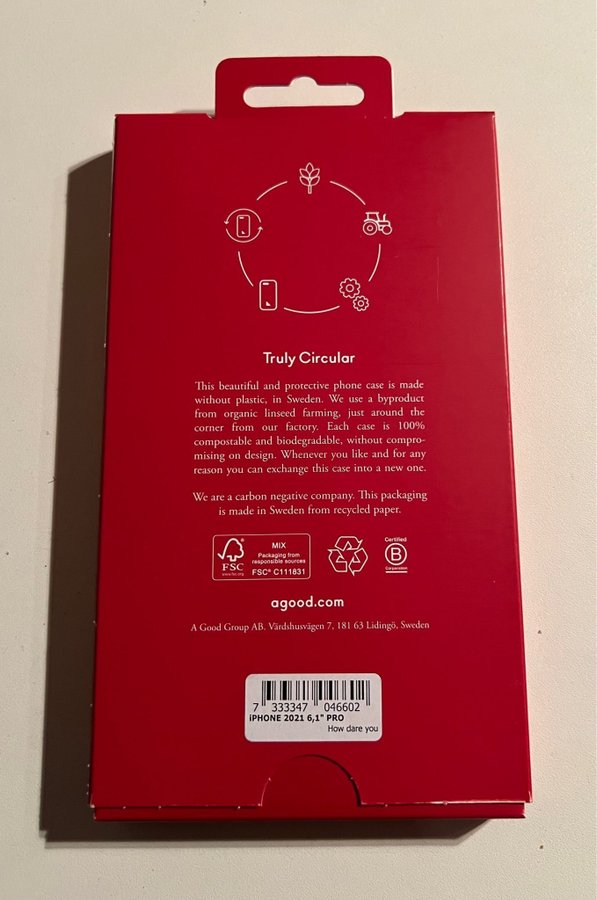 Truly Circular
This beautiful and protective phone case is made
without plastic, in Sweden. We use a byproduct
from organic linseed farming, just around the
corner from our factory. Each case is 100%
compostable and biodegradable, without compro-
mising on design. Whenever you like and for any
reason you can exchange this case into a new one.
We are a carbon negative company. This packaging
is made in Sweden from recycled paper.
FSC
www.fsc.org
MIX
Packaging from
responsible sources
FSC® C111831
Certified
B
Corporation
agood.com
A Good Group AB. Värdshusvägen 7, 181 63 Lidingö, Sweden
7 333347 046602
iPHONE 2021 6,1" PRO
How dare you